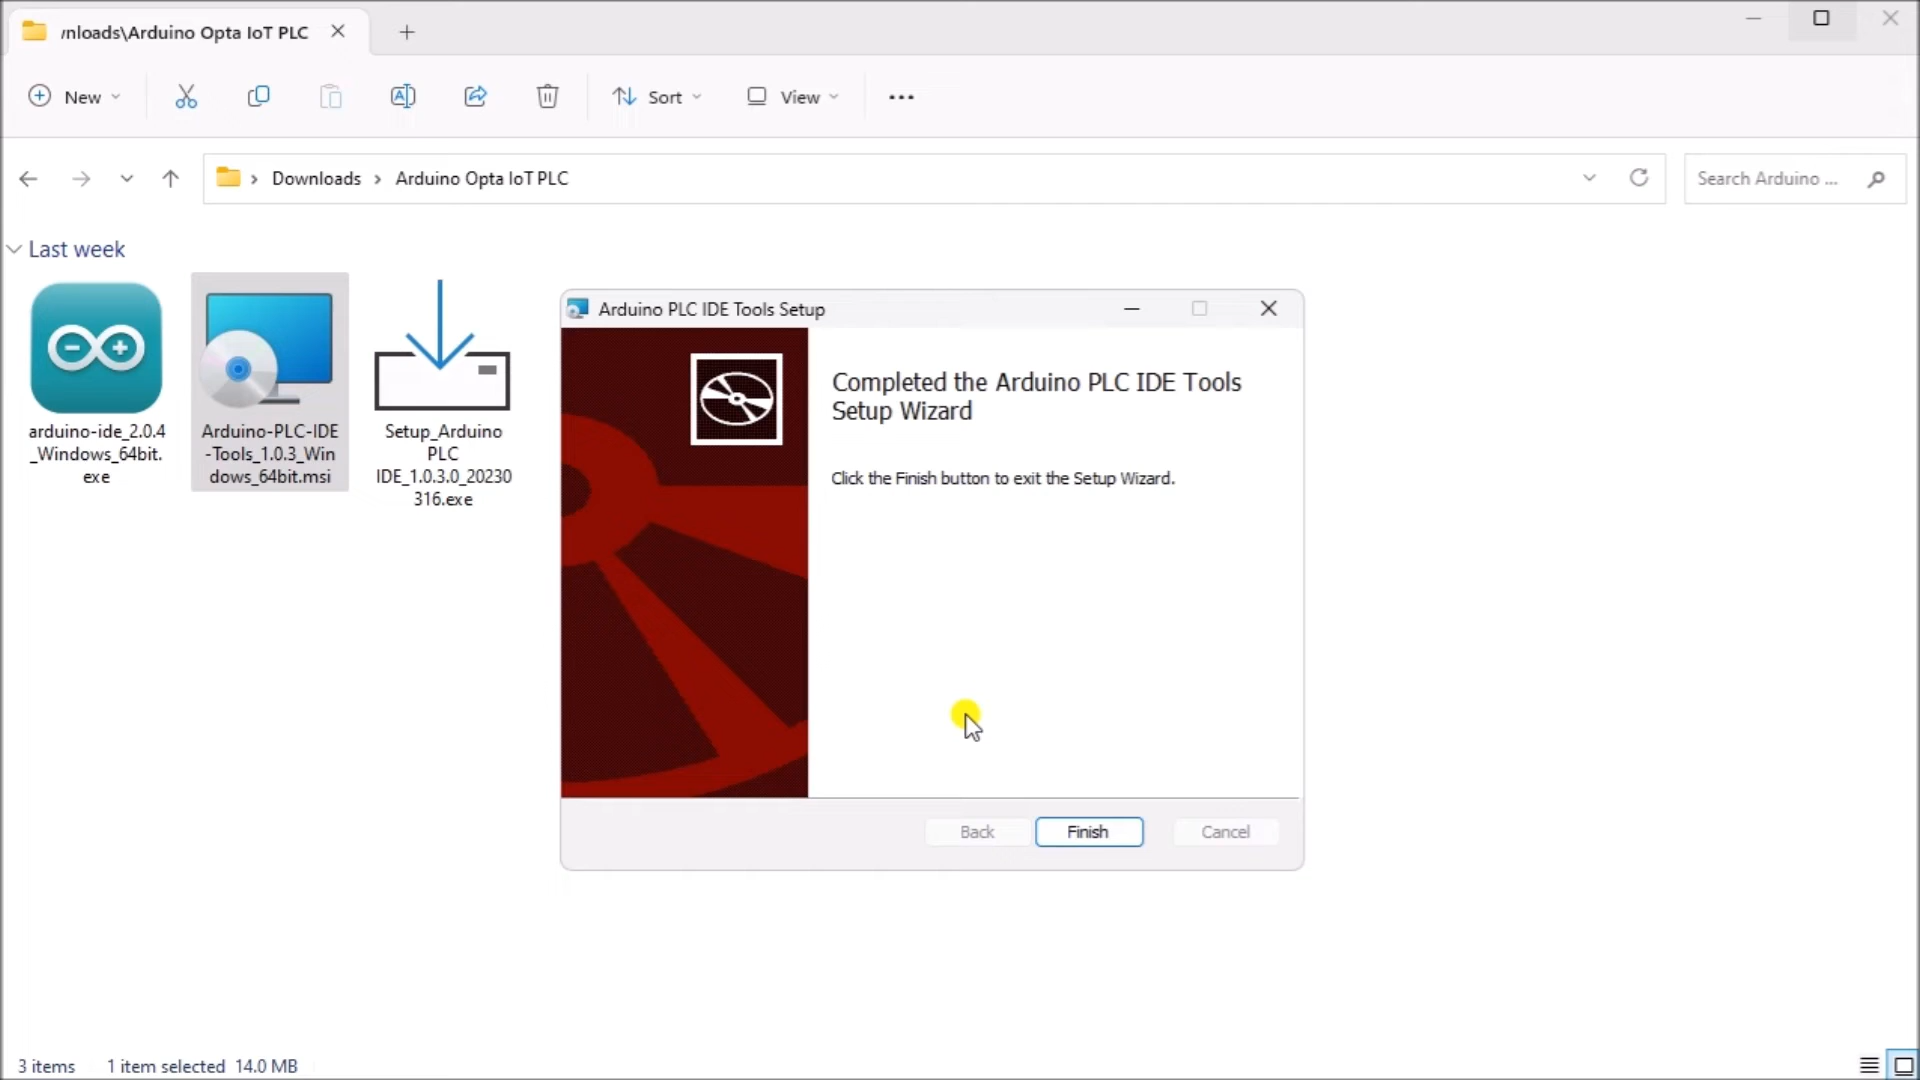 ʏnloads\Arduino Opta IoT PLC
New
Sort
View
Downloads
Arduino Opta IoT PLC
Search Arduino ...
Last week
arduino-ide_2.0.4
_Windows_64bit.
exe
Arduino-PLC-IDE
-Tools_1.0.3_Win
dows_64bit.msi
Setup_Arduino
PLC
IDE_1.0.3.0_20230
316.exe
Arduino PLC IDE Tools Setup
Completed the Arduino PLC IDE Tools
Setup Wizard
Click the Finish button to exit the Setup Wizard.
Back
Finish
Cancel
3 items
1 item selected 14.0 MB